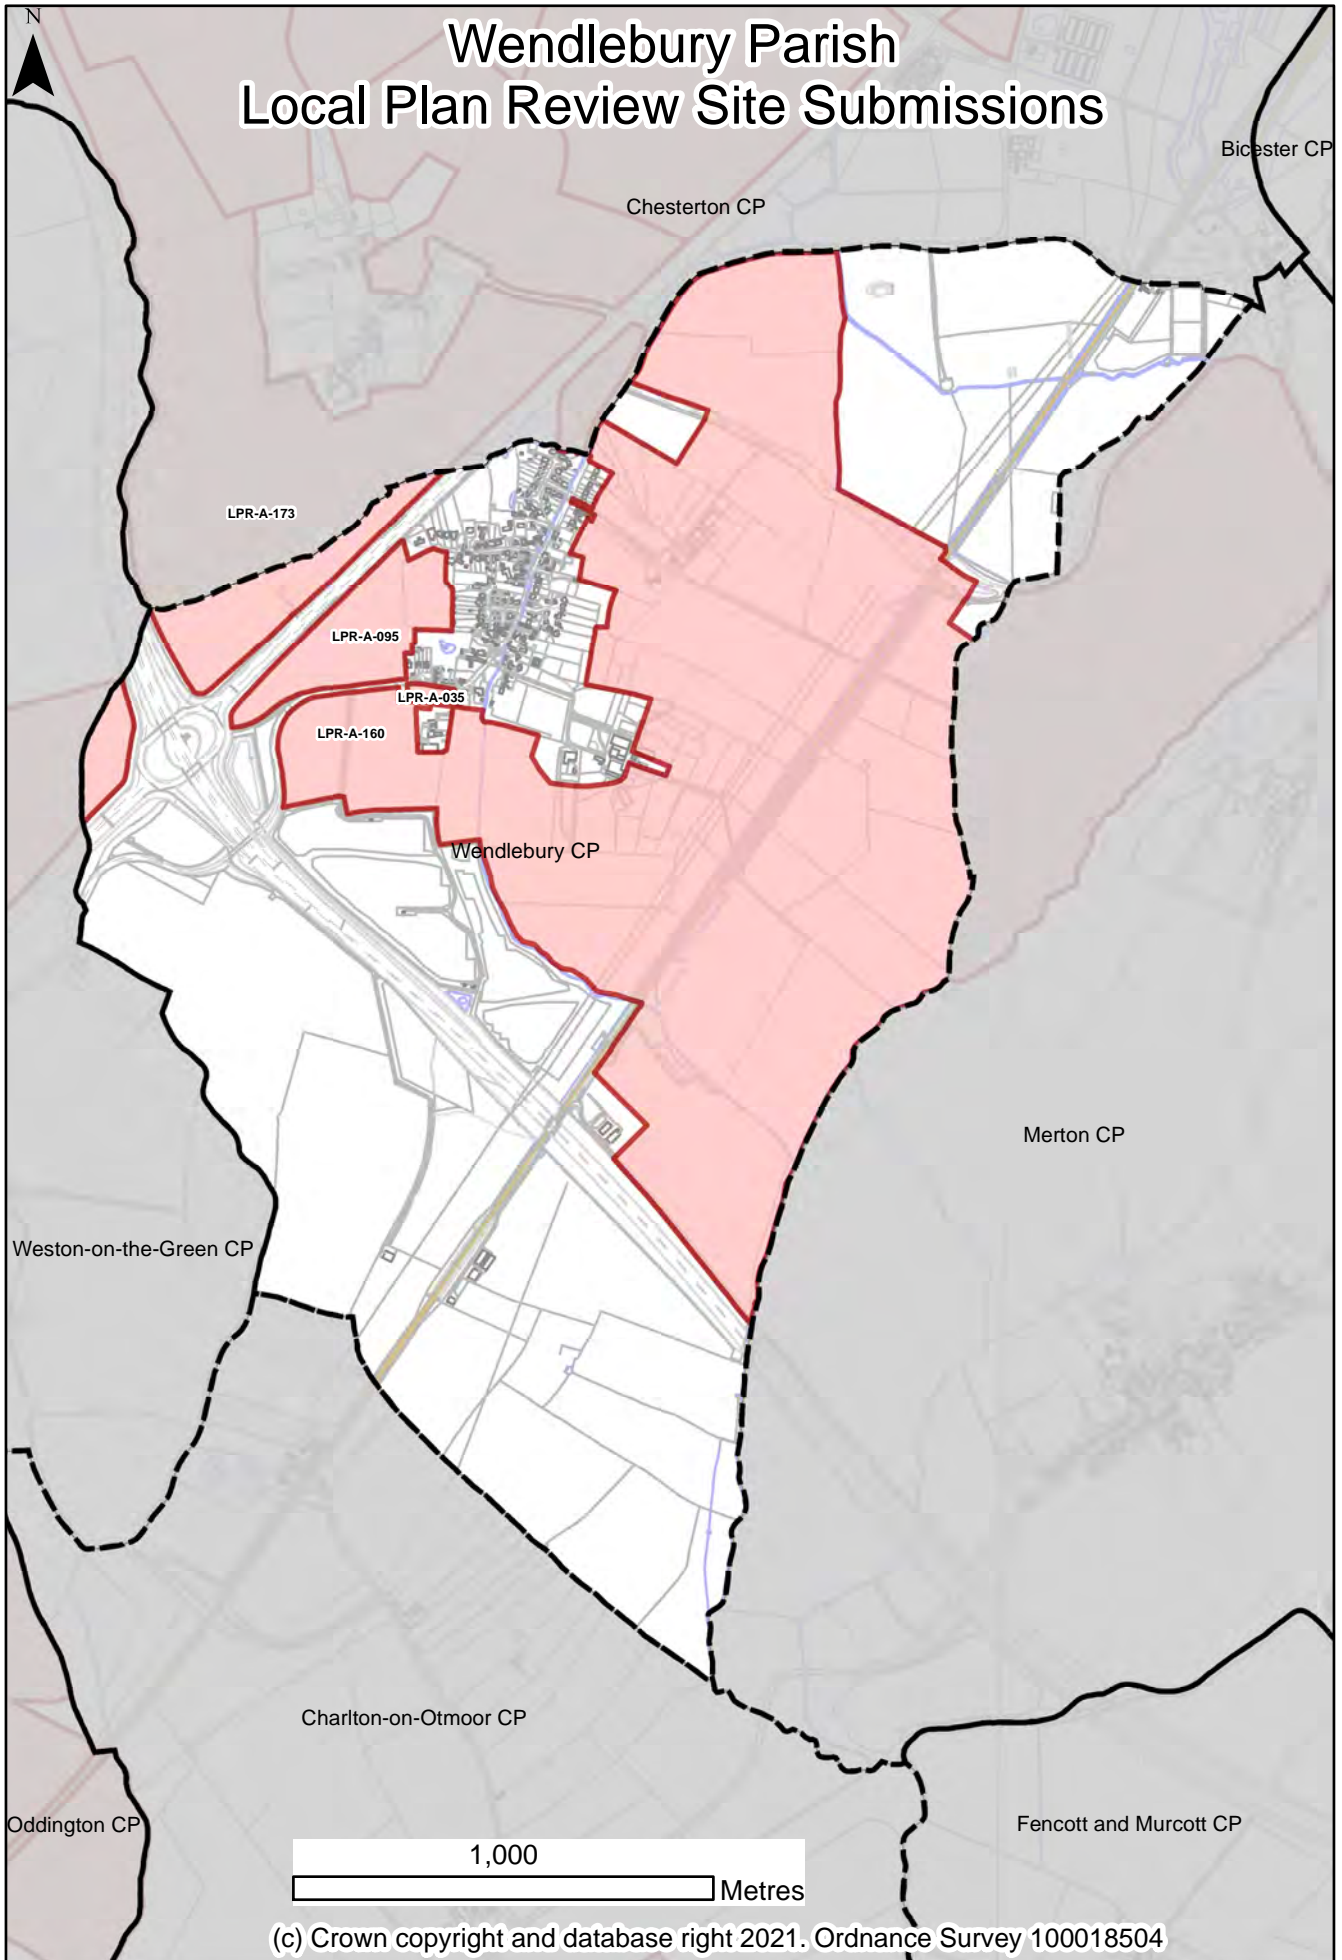 N
Wendlebury Parish
Local Plan Review Site Submissions
Bicester CP
Chesterton CP
LPR-A-173
LPR-A-095
LPR-A-035
LPR-A-160
Wendlebury CP
Merton CP
Weston-on-the-Green CP
Charlton-on-Otmoor CP
Oddington CP
Fencott and Murcott CP
1,000
Metres
(c) Crown copyright and database right 2021. Ordnance Survey 100018504